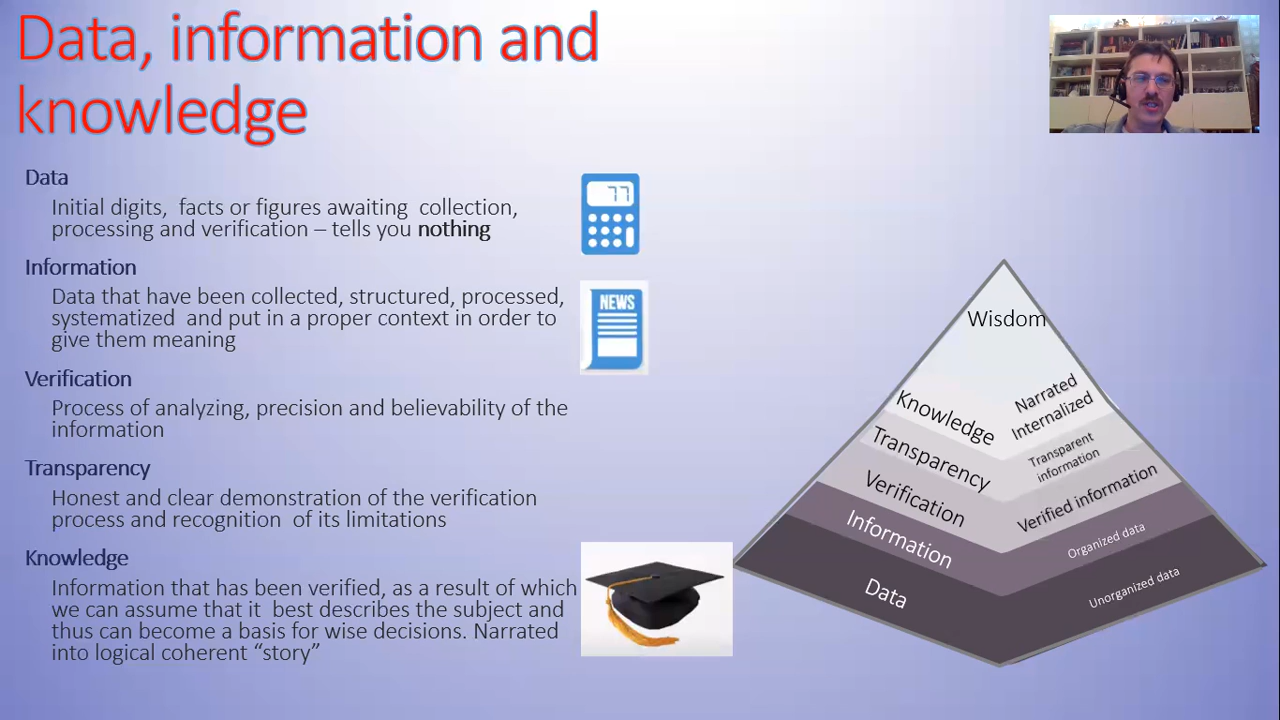 Data, information and
knowledge
Data
Initial digits, facts or figures awaiting collection,
processing and verification – tells you nothing
Information
Data that have been collected, structured, processed,
systematized and put in a proper context in order to
give them meaning
Verification
Process of analyzing, precision and believability of the
information
Transparency
Honest and clear demonstration of the verification
process and recognition of its limitations
Knowledge
Information that has been verified, as a result of which
we can assume that it best describes the subject and
thus can become a basis for wise decisions. Narrated
into logical coherent “story”
77
NEWS
Wisdom
Knowledge
Narrated
Internalized
Transparency
Transparent
information
Verification
Verified information
Information
Organized data
Data
Unorganized data